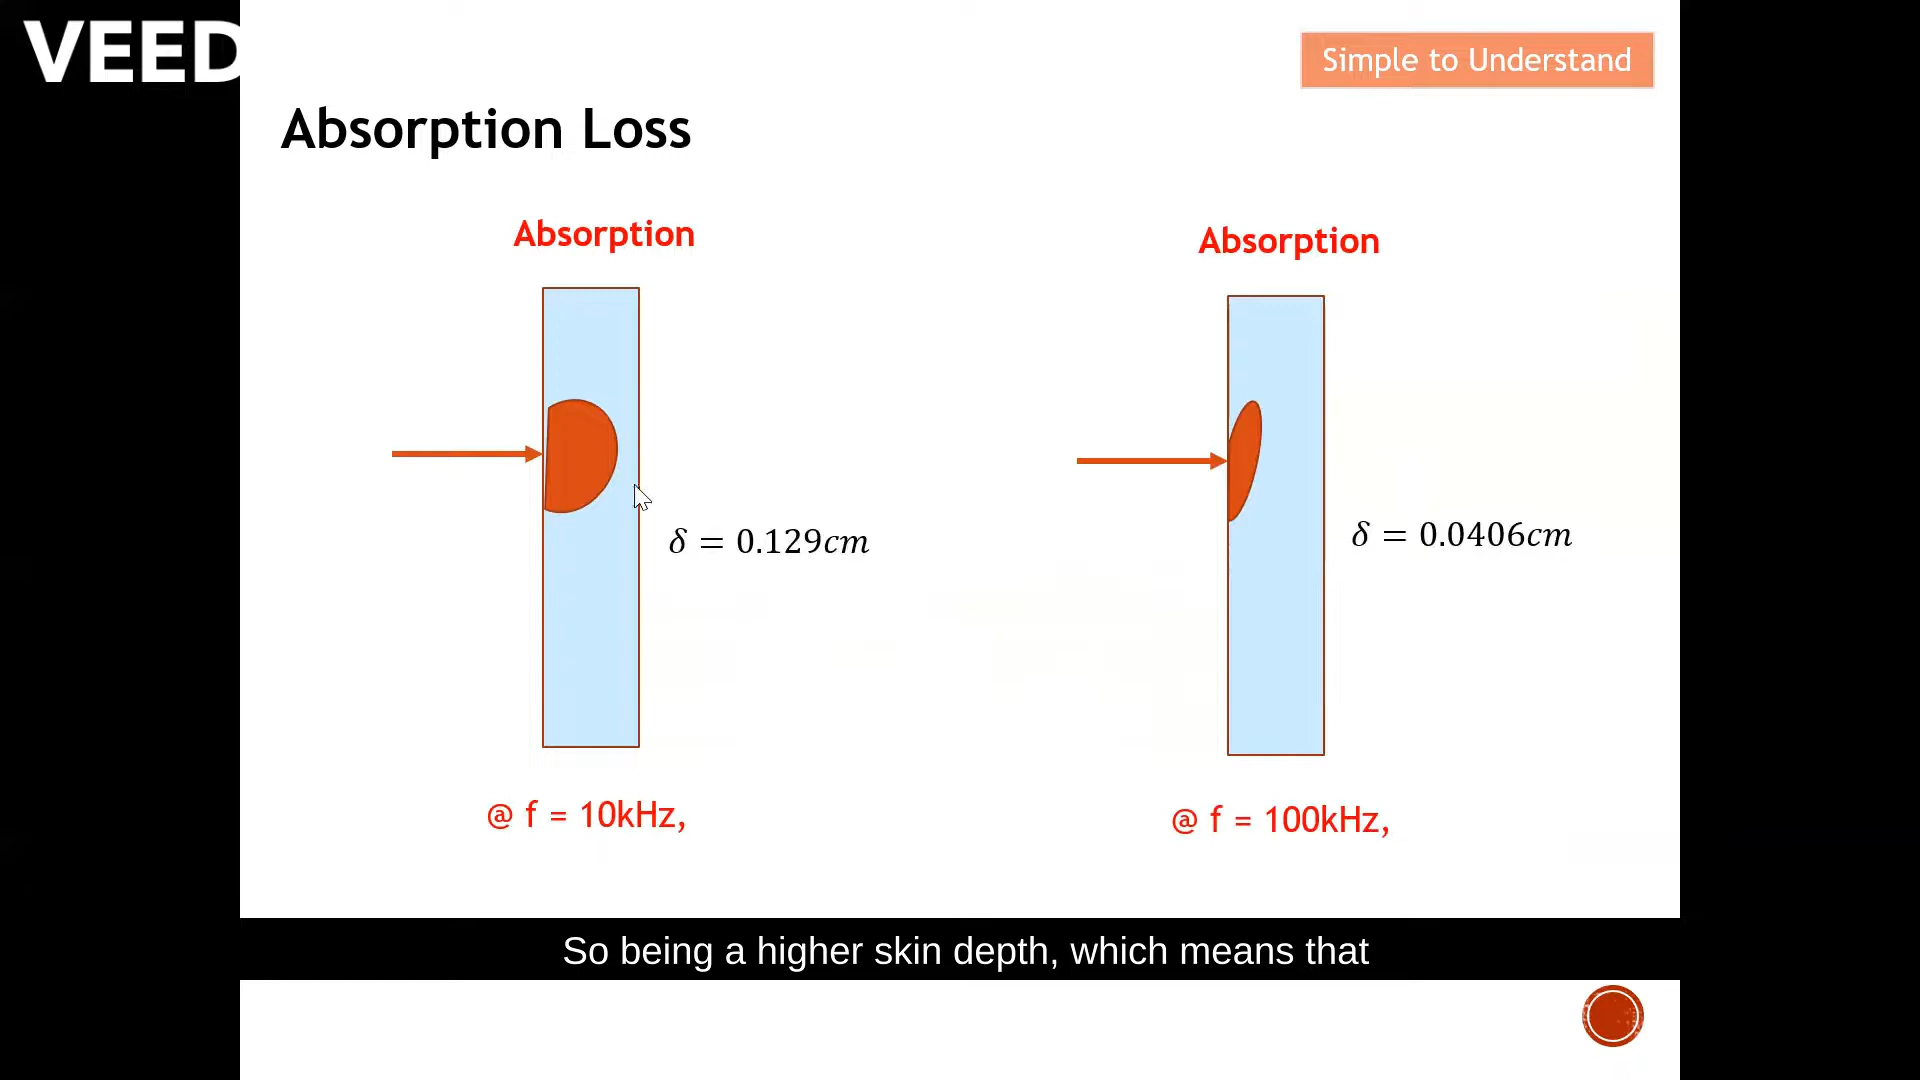 VEED
Simple to Understand
Absorption Loss
Absorption
Absorption
δ = 0.129cm
δ = 0.0406cm
@ f = 10kHz,
@ f = 100kHz,
So being a higher skin depth, which means that